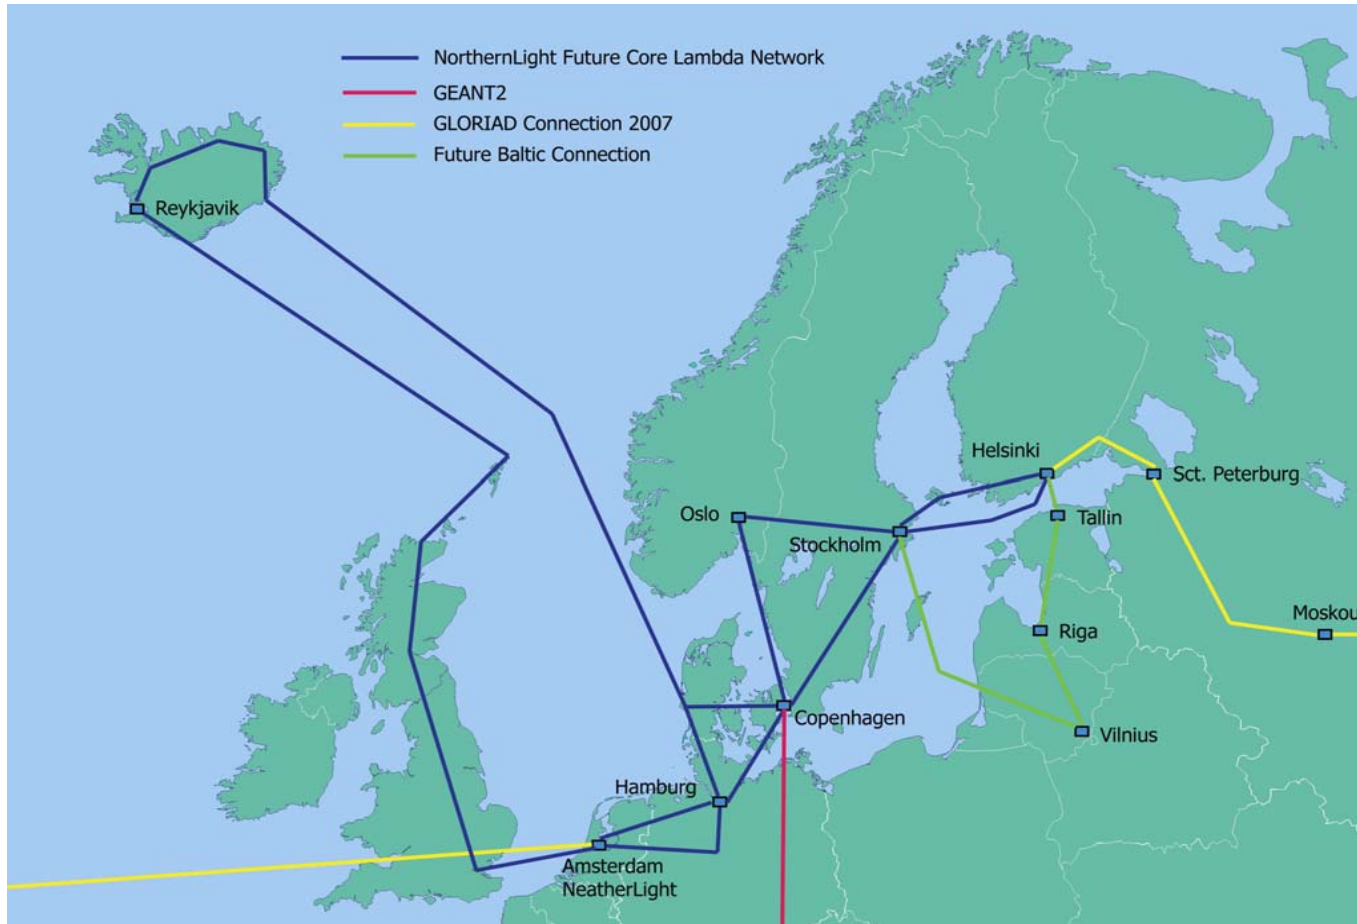 NorthernLight Future Core Lambda Network
GEANT2
GLORIAD Connection 2007
Future Baltic Connection
Reykjavik
Helsinki
Sct. Peterburg
Oslo
Tallin
Stockholm
Moskou
Riga
Copenhagen
Vilnius
Hamburg
Amsterdam
NeatherLight